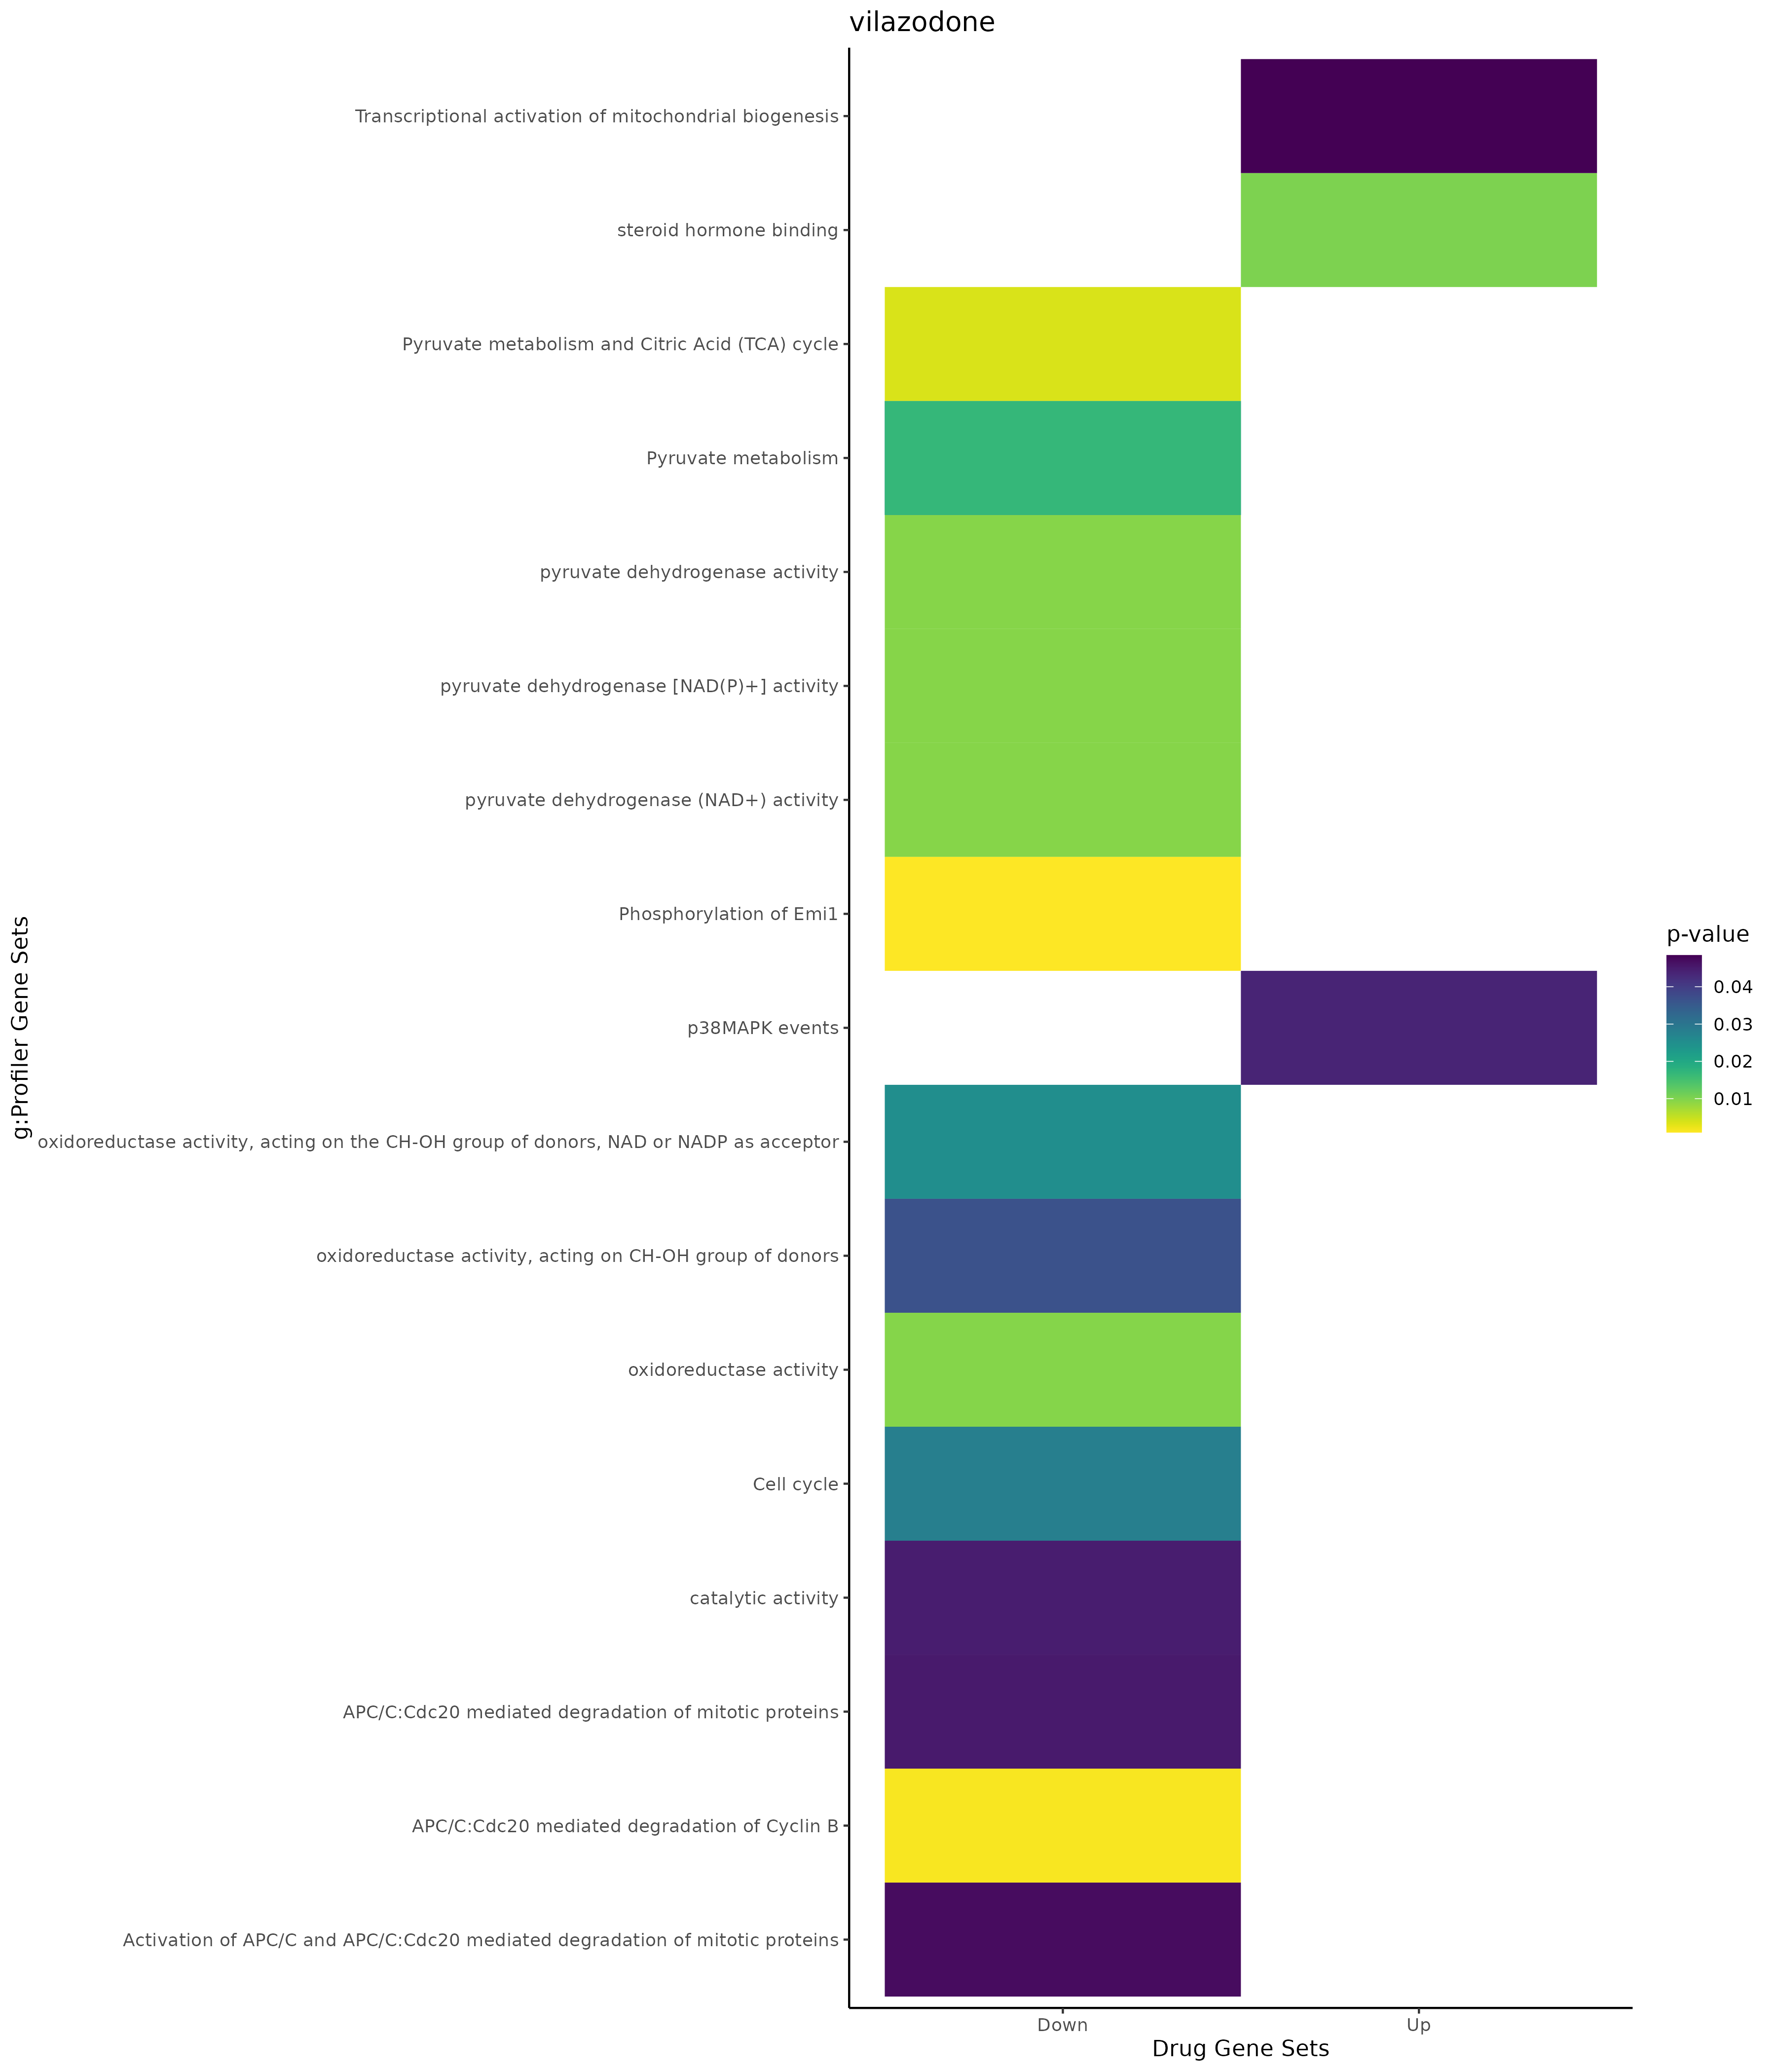 vilazodone
Transcriptional activation of mitochondrial biogenesis
steroid hormone binding
Pyruvate metabolism and Citric Acid (TCA) cycle
Pyruvate metabolism
pyruvate dehydrogenase activity
pyruvate dehydrogenase [NAD(P)+] activity
pyruvate dehydrogenase (NAD+) activity
Phosphorylation of Emi1
p38MAPK events
oxidoreductase activity, acting on the CH-OH group of donors, NAD or NADP as acceptor
oxidoreductase activity, acting on CH-OH group of donors
oxidoreductase activity
Cell cycle
catalytic activity
APC/C:Cdc20 mediated degradation of mitotic proteins
APC/C:Cdc20 mediated degradation of Cyclin B
Activation of APC/C and APC/C:Cdc20 mediated degradation of mitotic proteins
g:Profiler Gene Sets
Down
Up
Drug Gene Sets
p-value
0.04
0.03
0.02
0.01